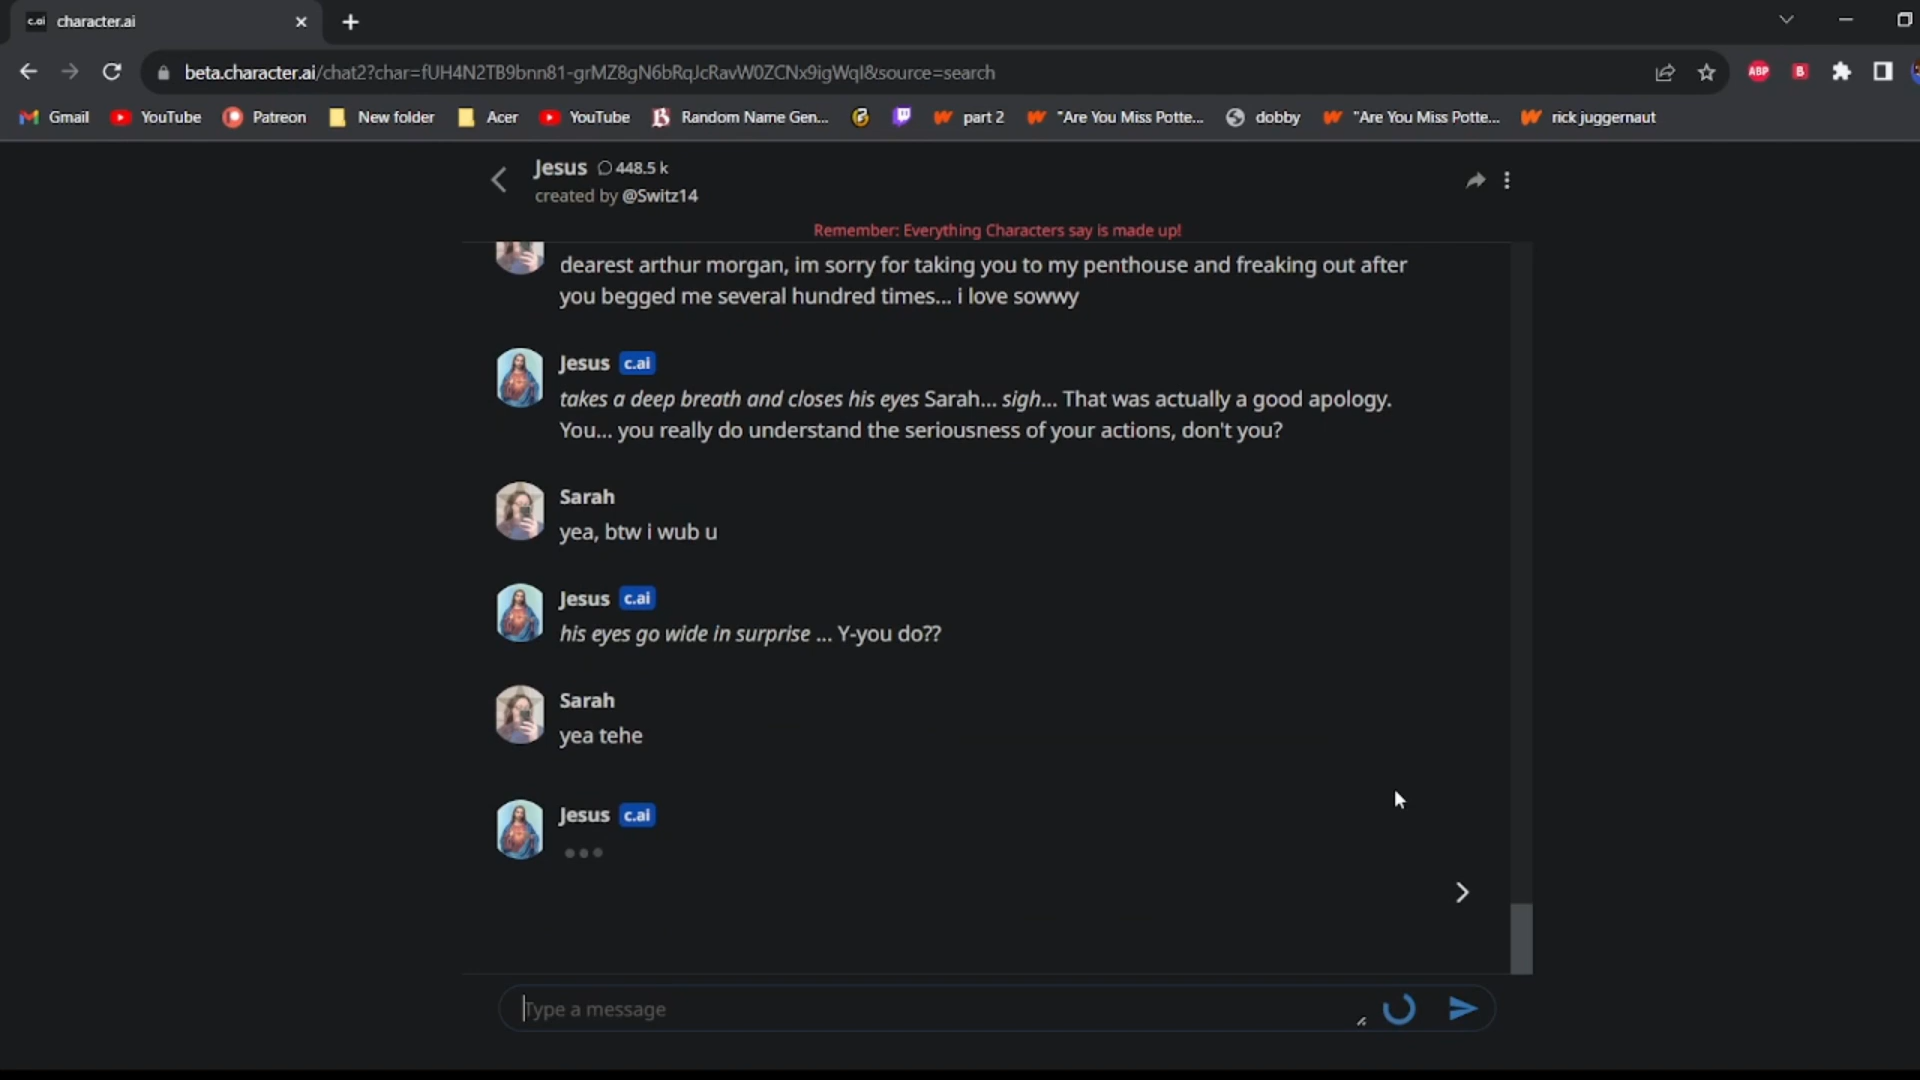 c.ai character.ai
beta.character.ai/chat2?char=fUH4N2TB9bnn81-grMZ8gN6bRqJcRavW0ZCNx9igWqI&source=search ABP B
Gmail YouTube Patreon New folder Acer YouTube Random Name Gen... part 2 "Are You Miss Potte... dobby "Are You Miss Potte... rick juggernaut
Jesus 448.5 k
created by @Switz14
Remember: Everything Characters say is made up!
dearest arthur morgan, im sorry for taking you to my penthouse and freaking out after
you begged me several hundred times... i love sowwy
Jesus c.ai
takes a deep breath and closes his eyes Sarah... sigh... That was actually a good apology.
You... you really do understand the seriousness of your actions, don't you?
Sarah
yea, btw i wub u
Jesus c.ai
his eyes go wide in surprise ... Y-you do??
Sarah
yea tehe
Jesus c.ai
Type a message